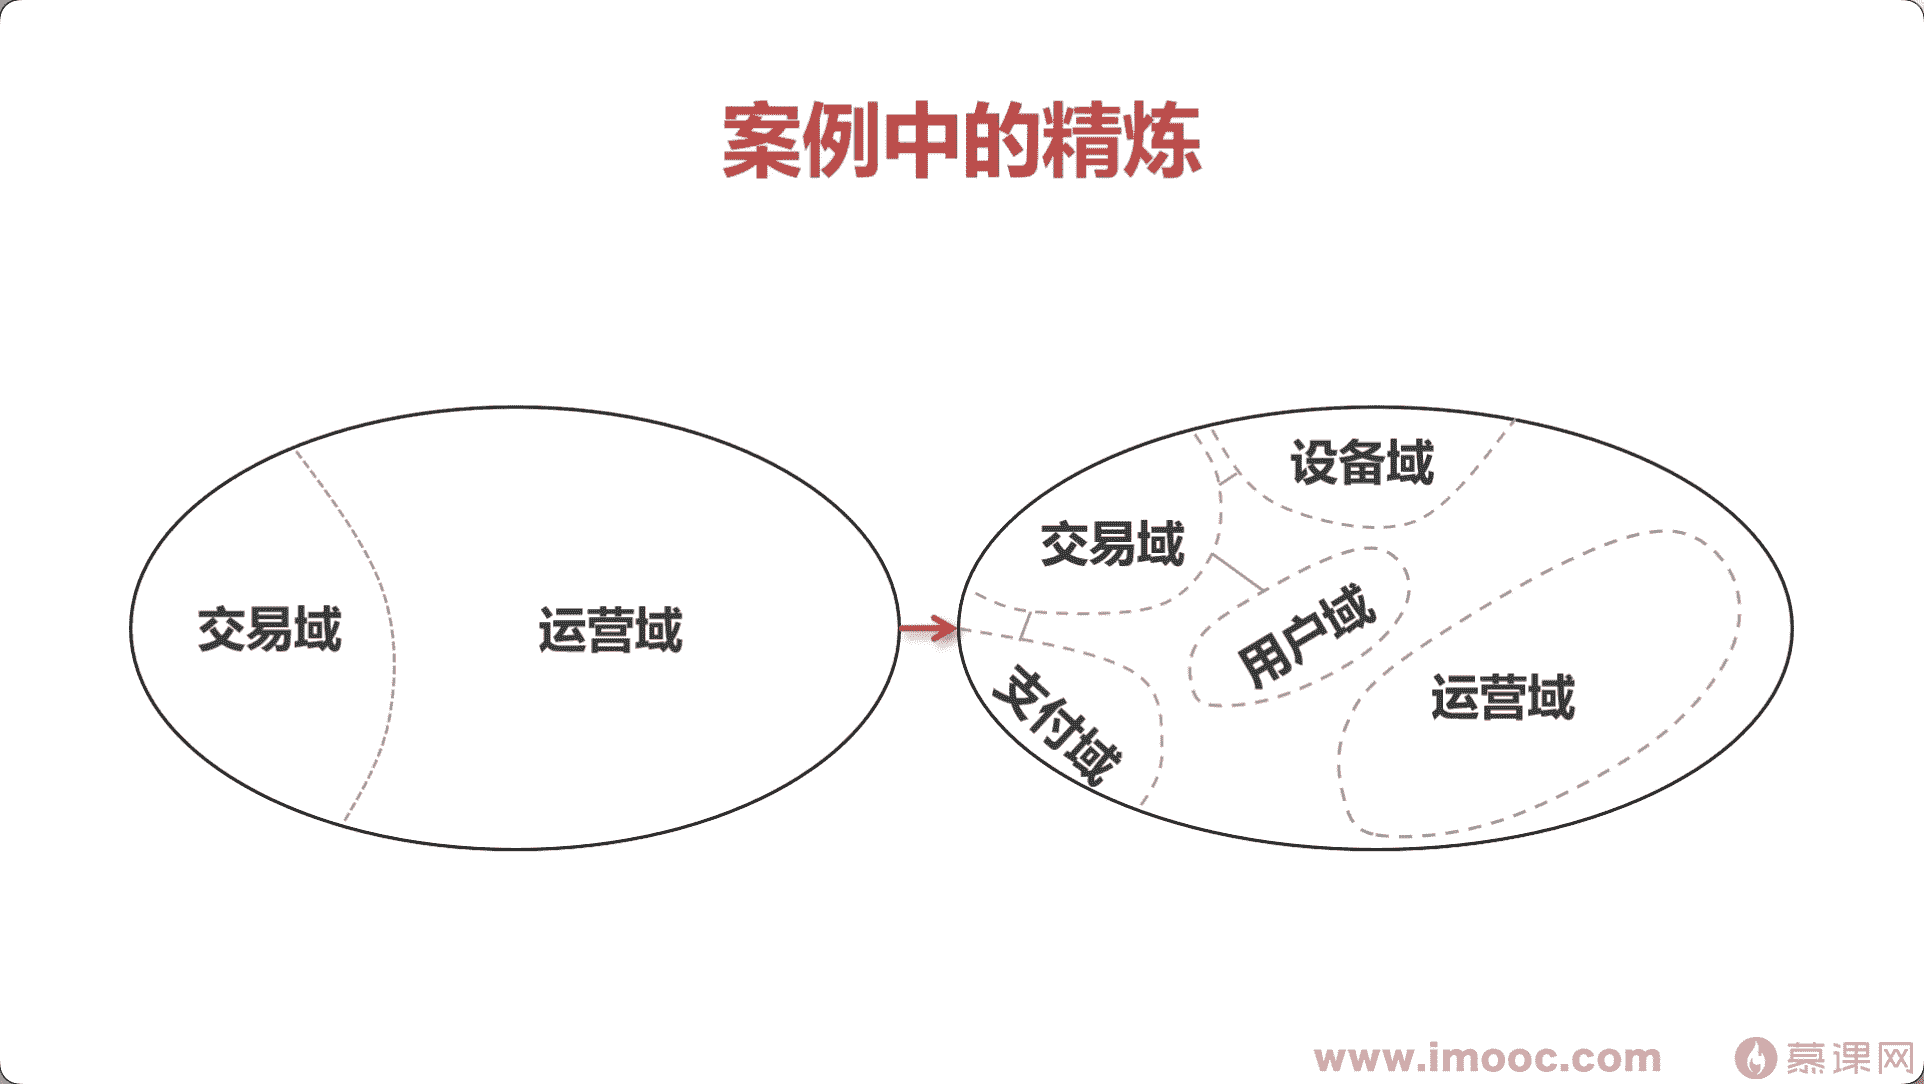 案例中的精炼
交易域
运营域
设备域
交易域
用户域
运营域
支付域
www.imooc.com
慕课网